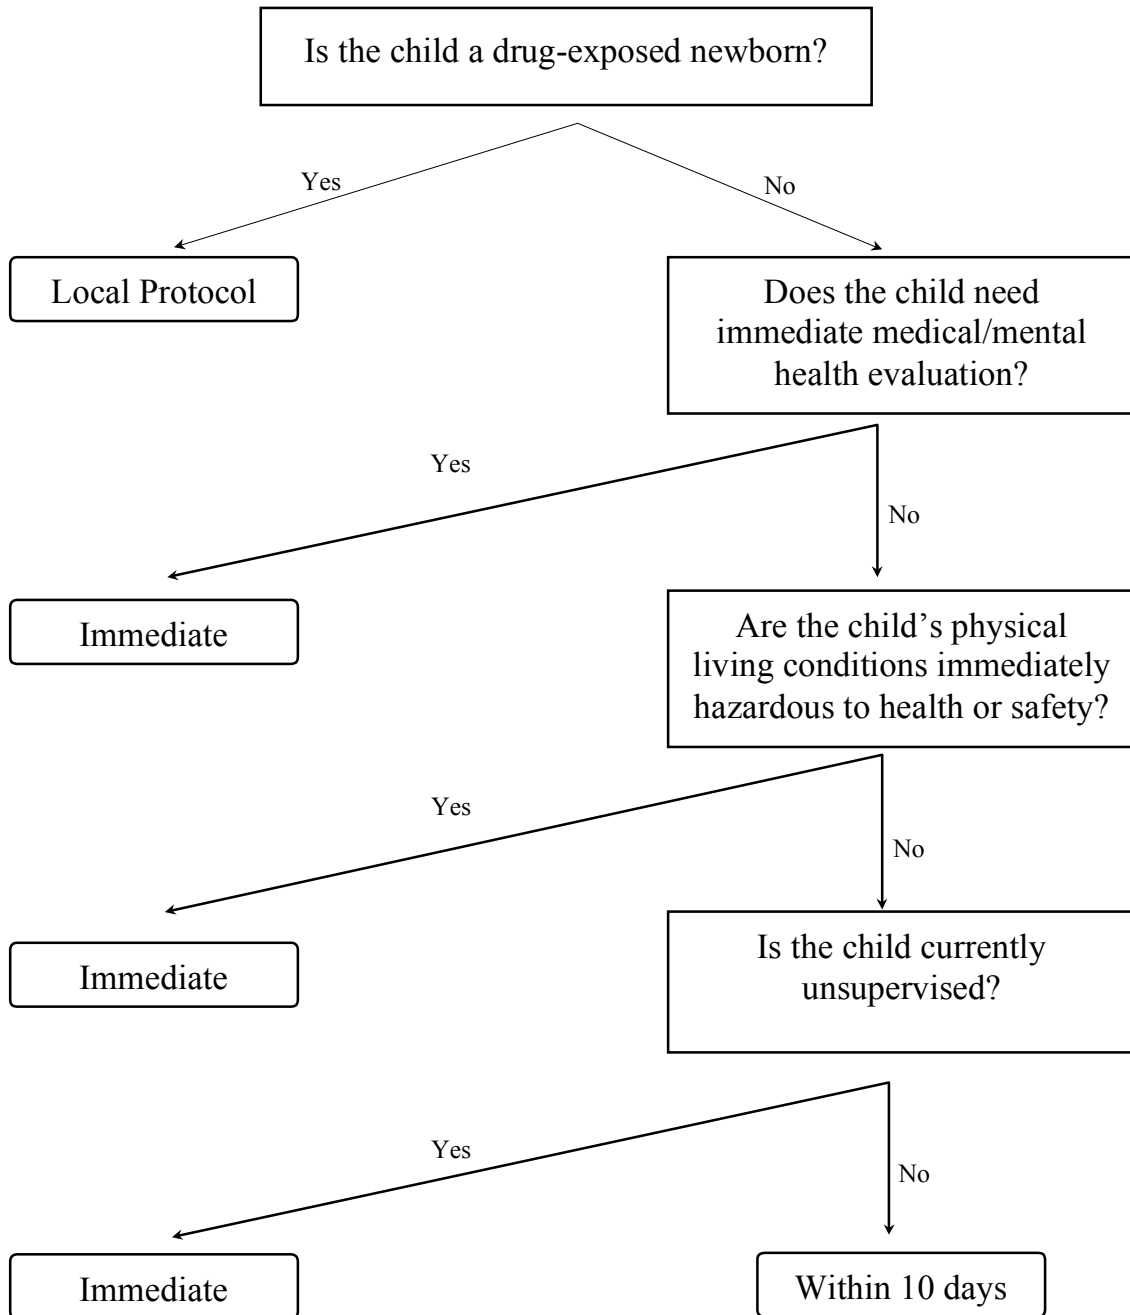 Is the child a drug-exposed newborn?
Yes
No
Local Protocol
Does the child need
immediate medical/mental
health evaluation?
Yes
No
Immediate
Are the child’s physical
living conditions immediately
hazardous to health or safety?
Yes
No
Immediate
Is the child currently
unsupervised?
Yes
No
Immediate
Within 10 days